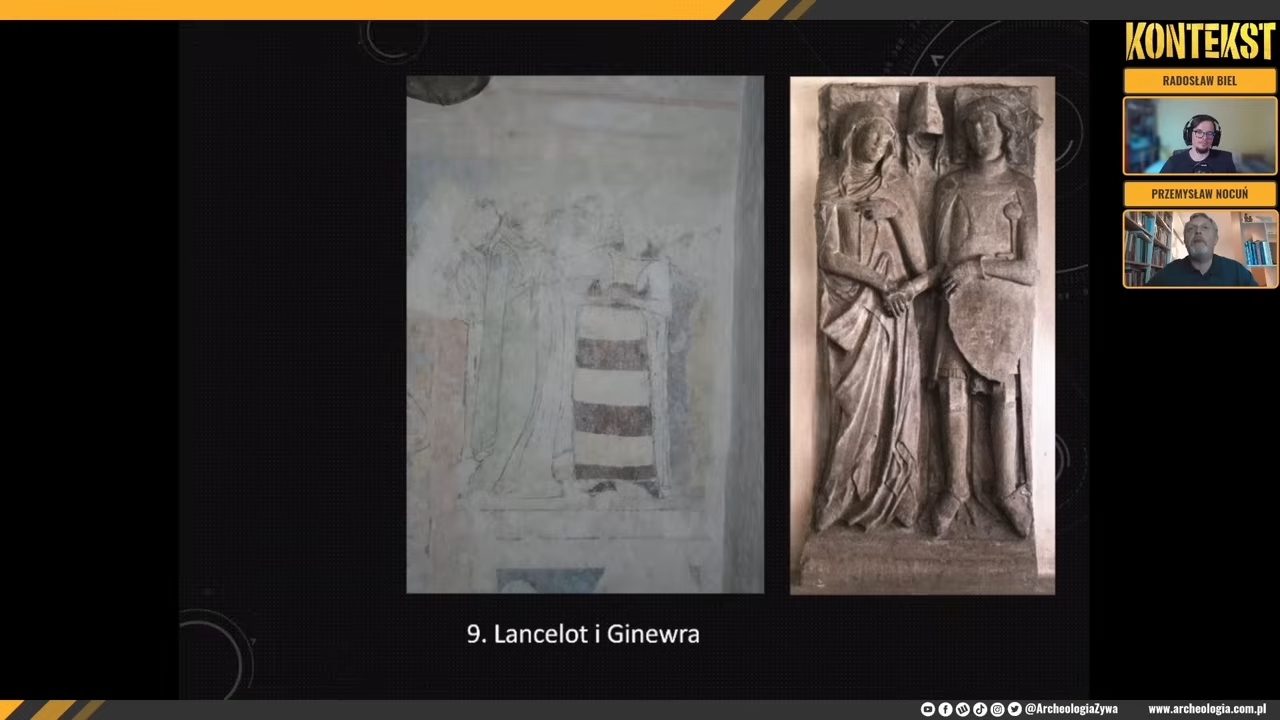 KONTEKST
RADOSŁAW BIEL
PRZEMYSŁAW NOCUŃ
9. Lancelot i Ginewra
@ArcheologiaZywa www.archeologia.com.pl